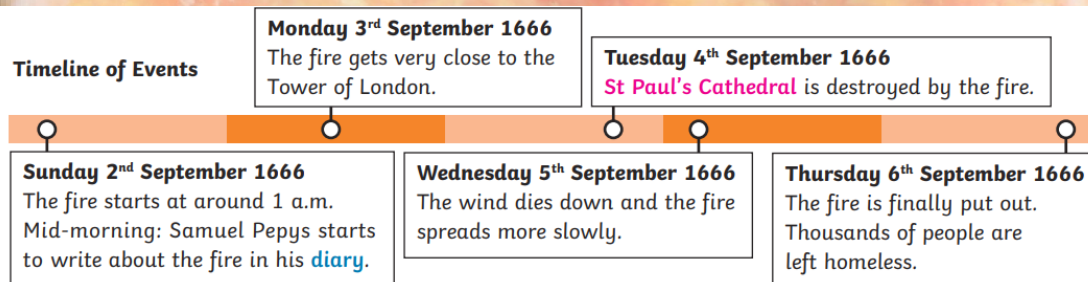 Timeline of Events
Sunday 2nd September 1666
The fire starts at around 1 a.m.
Mid-morning: Samuel Pepys starts
to write about the fire in his diary.
Monday 3rd September 1666
The fire gets very close to the
Tower of London.
Tuesday 4th September 1666
St Paul's Cathedral is destroyed by the fire.
Wednesday 5th September 1666
The wind dies down and the fire
spreads more slowly.
Thursday 6th September 1666
The fire is finally put out.
Thousands of people are
left homeless.